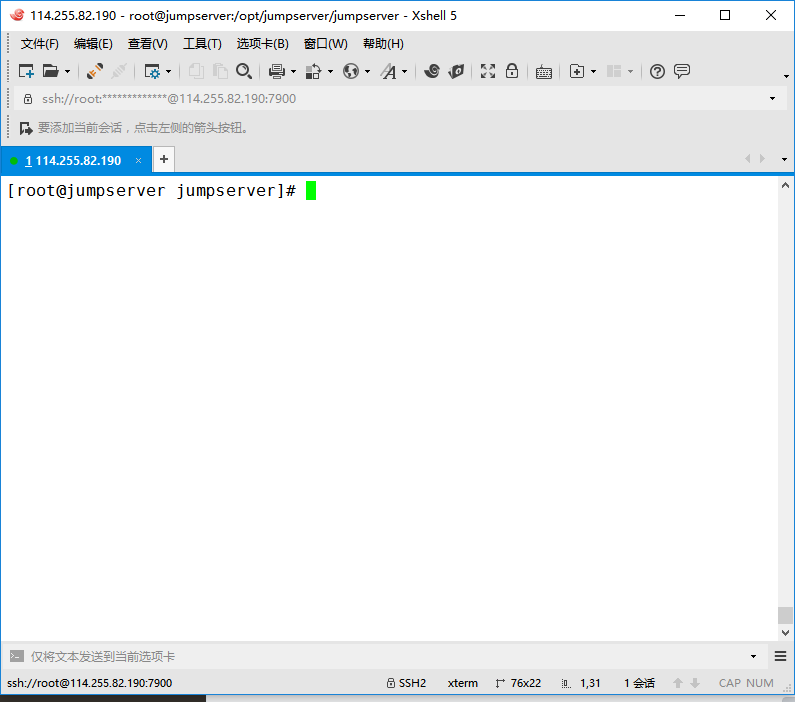 114.255.82.190 - root@jumpserver:/opt/jumpserver/jumpserver - Xshell 5
文件(F) 编辑(E) 查看(V) 工具(T) 选项卡(B) 窗口(W) 帮助(H)
ssh://root:*************@114.255.82.190:7900
要添加当前会话，点击左侧的箭头按钮。
1 114.255.82.190 × +
[root@jumpserver jumpserver]#
仅将文本发送到当前选项卡
ssh://root@114.255.82.190:7900 SSH2 xterm 76x22 1,31 1 会话 CAP NUM